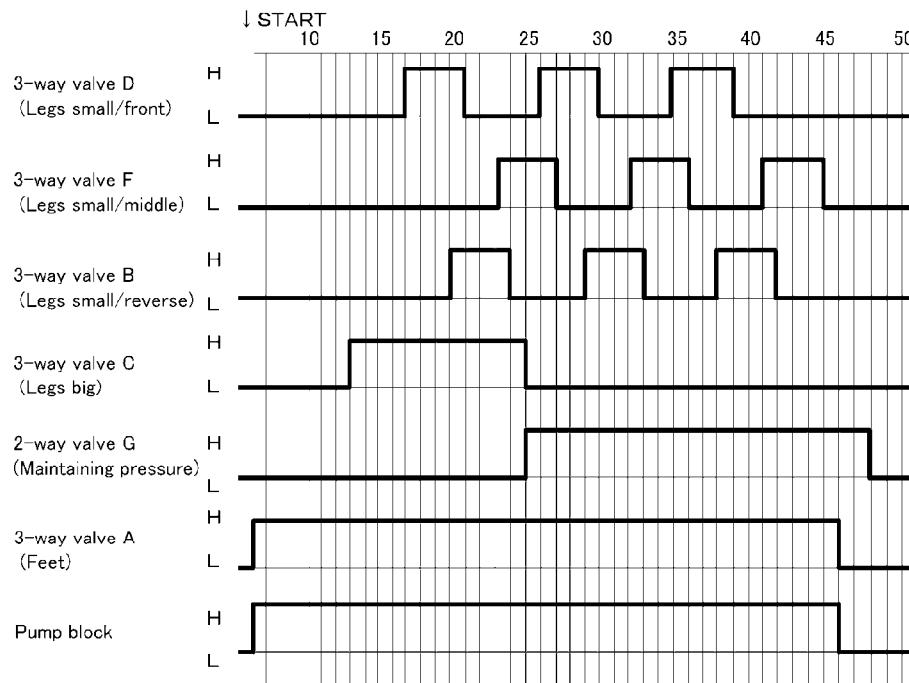 ↓ START
10 15 20 25 30 35 40 45 50
3-way valve D
(Legs small/front)
H
L
3-way valve F
(Legs small/middle)
H
L
3-way valve B
(Legs small/reverse)
H
L
3-way valve C
(Legs big)
H
L
2-way valve G
(Maintaining pressure)
H
L
3-way valve A
(Feet)
H
L
Pump block
H
L